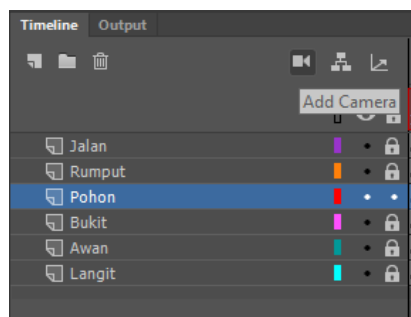 Timeline Output
Add Camera
Jalan
Rumput
Pohon
Bukit
Awan
Langit